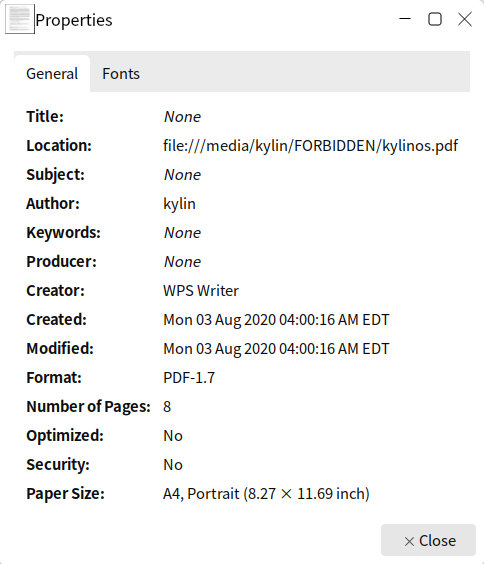 Properties
General Fonts
Title: None
Location: file:///media/kylin/FORBIDDEN/kylinos.pdf
Subject: None
Author: kylin
Keywords: None
Producer: None
Creator: WPS Writer
Created: Mon 03 Aug 2020 04:00:16 AM EDT
Modified: Mon 03 Aug 2020 04:00:16 AM EDT
Format: PDF-1.7
Number of Pages: 8
Optimized: No
Security: No
Paper Size: A4, Portrait (8.27 × 11.69 inch)
Close